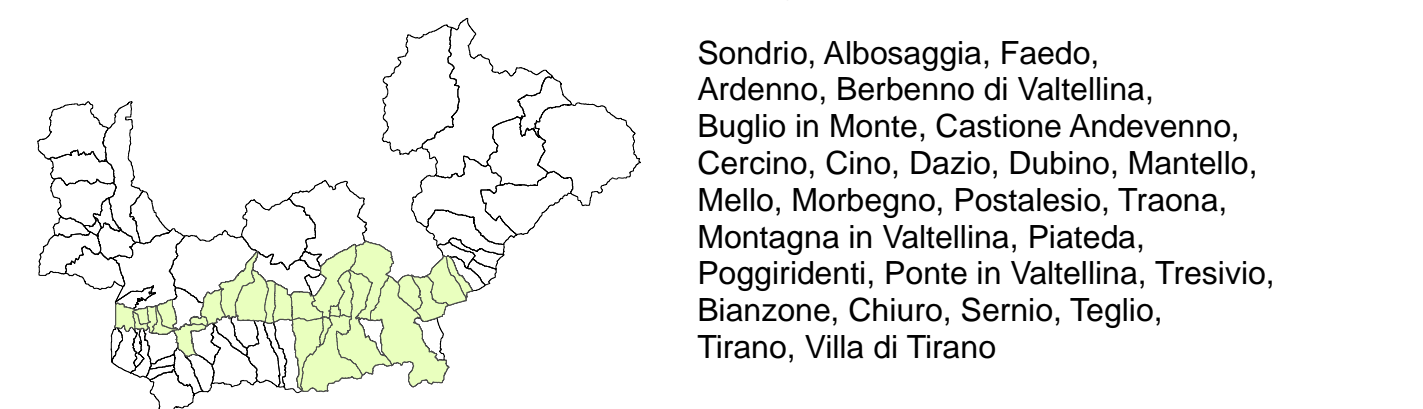 Sondrio, Albosaggia, Faedo,
Ardenno, Berbenno di Valtellina,
Buglio in Monte, Castione Andevenno,
Cercino, Cino, Dazio, Dubino, Mantello,
Mello, Morbegno, Postalesio, Traona,
Montagna in Valtellina, Piateda,
Poggiridenti, Ponte in Valtellina, Tresivio,
Bianzone, Chiuro, Sernio, Teglio,
Tirano, Villa di Tirano